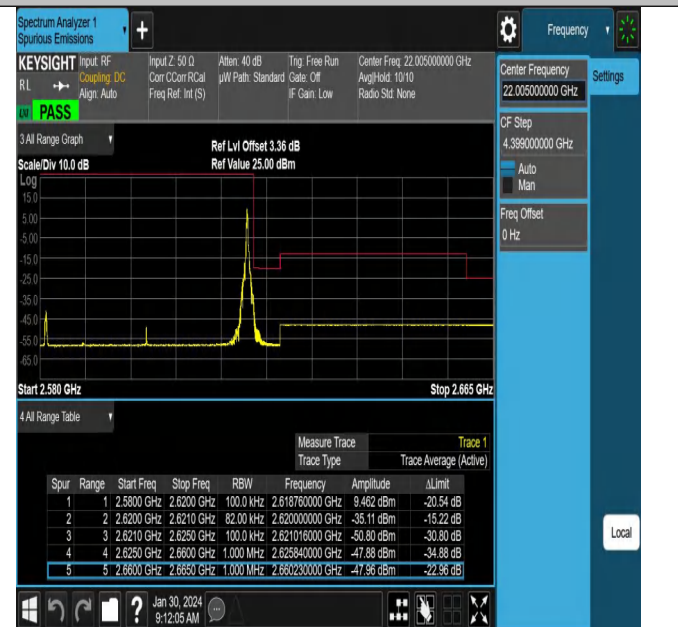 Spectrum Analyzer 1
Spurious Emissions
+
Frequency
KEYSIGHT Input: RF Input Z: 50 Ω Atten: 40 dB Trig: Free Run Center Freq: 22.005000000 GHz
RL Coupling: DC Corr CCorr RCal µW Path: Standard Gate: Off Avg|Hold: 10/10
Align: Auto Freq Ref: Int (S) IF Gain: Low Radio Std: None
PASS
Center Frequency
22.005000000 GHz
Settings
CF Step
4.399000000 GHz
Auto
Man
Freq Offset
0 Hz
3 All Range Graph
Ref Lvl Offset 3.36 dB
Scale/Div 10.0 dB Ref Value 25.00 dBm
Log
15.0
5.00
-5.00
-15.0
-25.0
-35.0
-45.0
-55.0
-65.0
Start 2.580 GHz Stop 2.665 GHz
4 All Range Table
Measure Trace Trace 1
Trace Type Trace Average (Active)
Spur Range Start Freq Stop Freq RBW Frequency Amplitude ΔLimit
1 1 2.5800 GHz 2.6200 GHz 100.0 kHz 2.618760000 GHz 9.462 dBm -20.54 dB
2 2 2.6200 GHz 2.6210 GHz 82.00 kHz 2.620000000 GHz -35.11 dBm -15.22 dB
3 3 2.6210 GHz 2.6250 GHz 100.0 kHz 2.621016000 GHz -50.80 dBm -30.80 dB
4 4 2.6250 GHz 2.6600 GHz 1.000 MHz 2.625840000 GHz -47.88 dBm -34.88 dB
5 5 2.6600 GHz 2.6650 GHz 1.000 MHz 2.660230000 GHz -47.96 dBm -22.96 dB
Local
?
Jan 30, 2024
9:12:05 AM